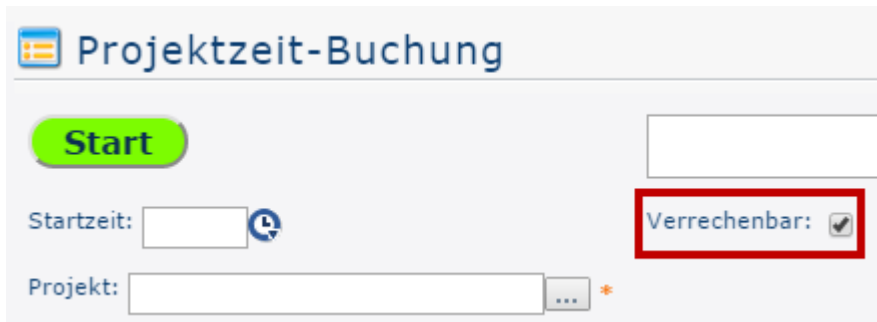 Projektzeit-Buchung
Start
Startzeit:
Verrechenbar:
Projekt:
... *